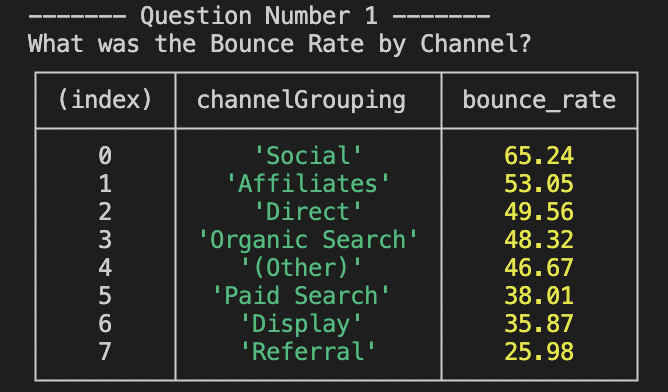 ------- Question Number 1 -------
What was the Bounce Rate by Channel?
(index) channelGrouping bounce_rate
0 'Social' 65.24
1 'Affiliates' 53.05
2 'Direct' 49.56
3 'Organic Search' 48.32
4 '(Other)' 46.67
5 'Paid Search' 38.01
6 'Display' 35.87
7 'Referral' 25.98